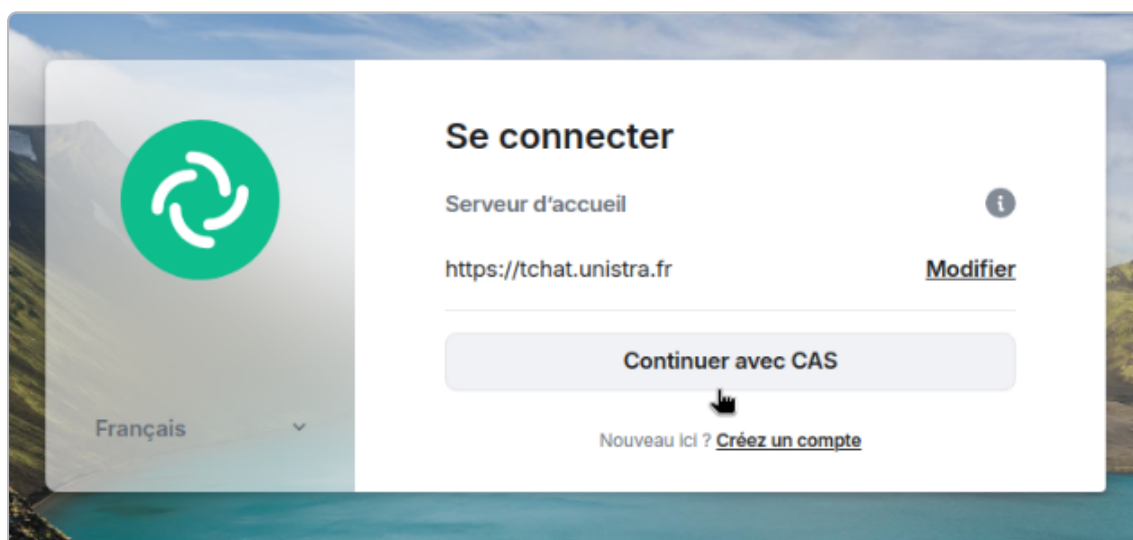 Se connecter
Serveur d'accueil
https://tchat.unistra.fr
Modifier
Continuer avec CAS
Français
Nouveau ici ? Créez un compte